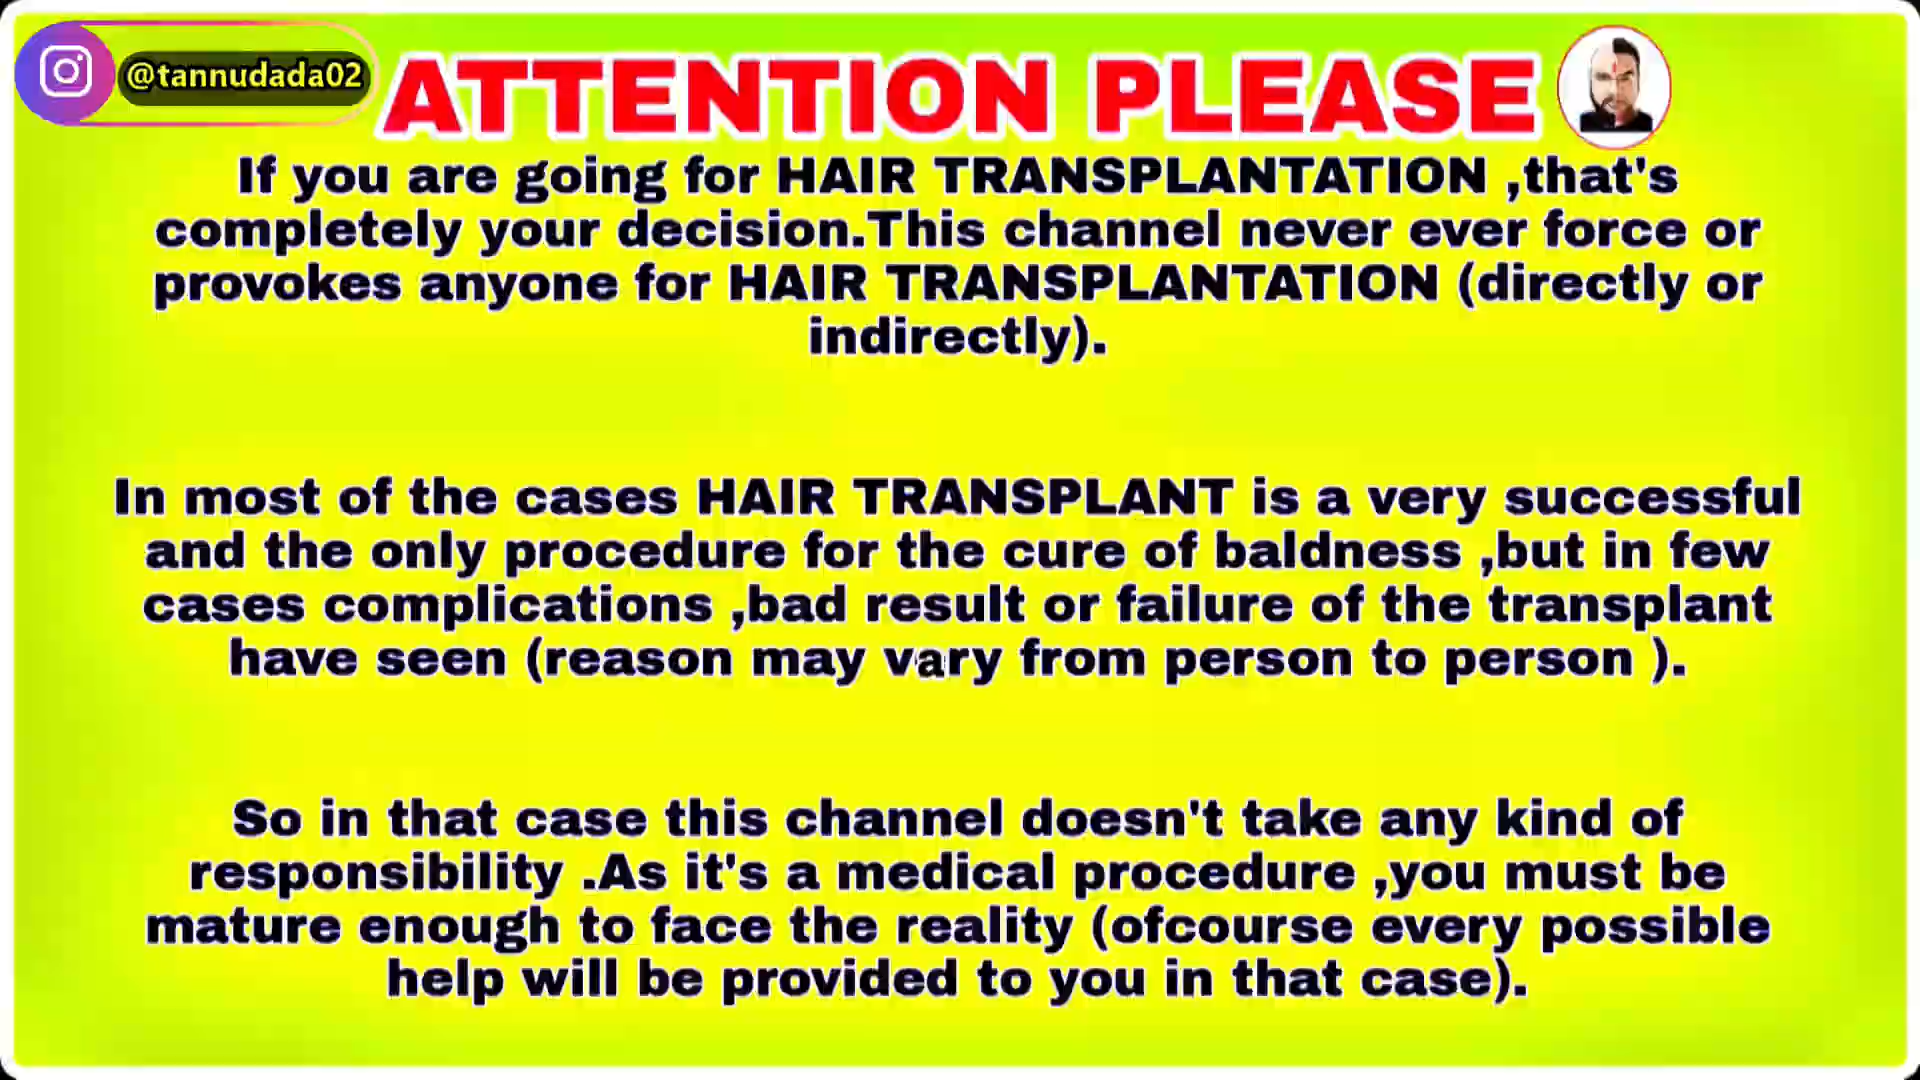 @tannudada02
ATTENTION PLEASE
If you are going for HAIR TRANSPLANTATION ,that's
completely your decision.This channel never ever force or
provokes anyone for HAIR TRANSPLANTATION (directly or
indirectly).
In most of the cases HAIR TRANSPLANT is a very successful
and the only procedure for the cure of baldness ,but in few
cases complications ,bad result or failure of the transplant
have seen (reason may vary from person to person ).
So in that case this channel doesn't take any kind of
responsibility .As it's a medical procedure ,you must be
mature enough to face the reality (ofcourse every possible
help will be provided to you in that case).